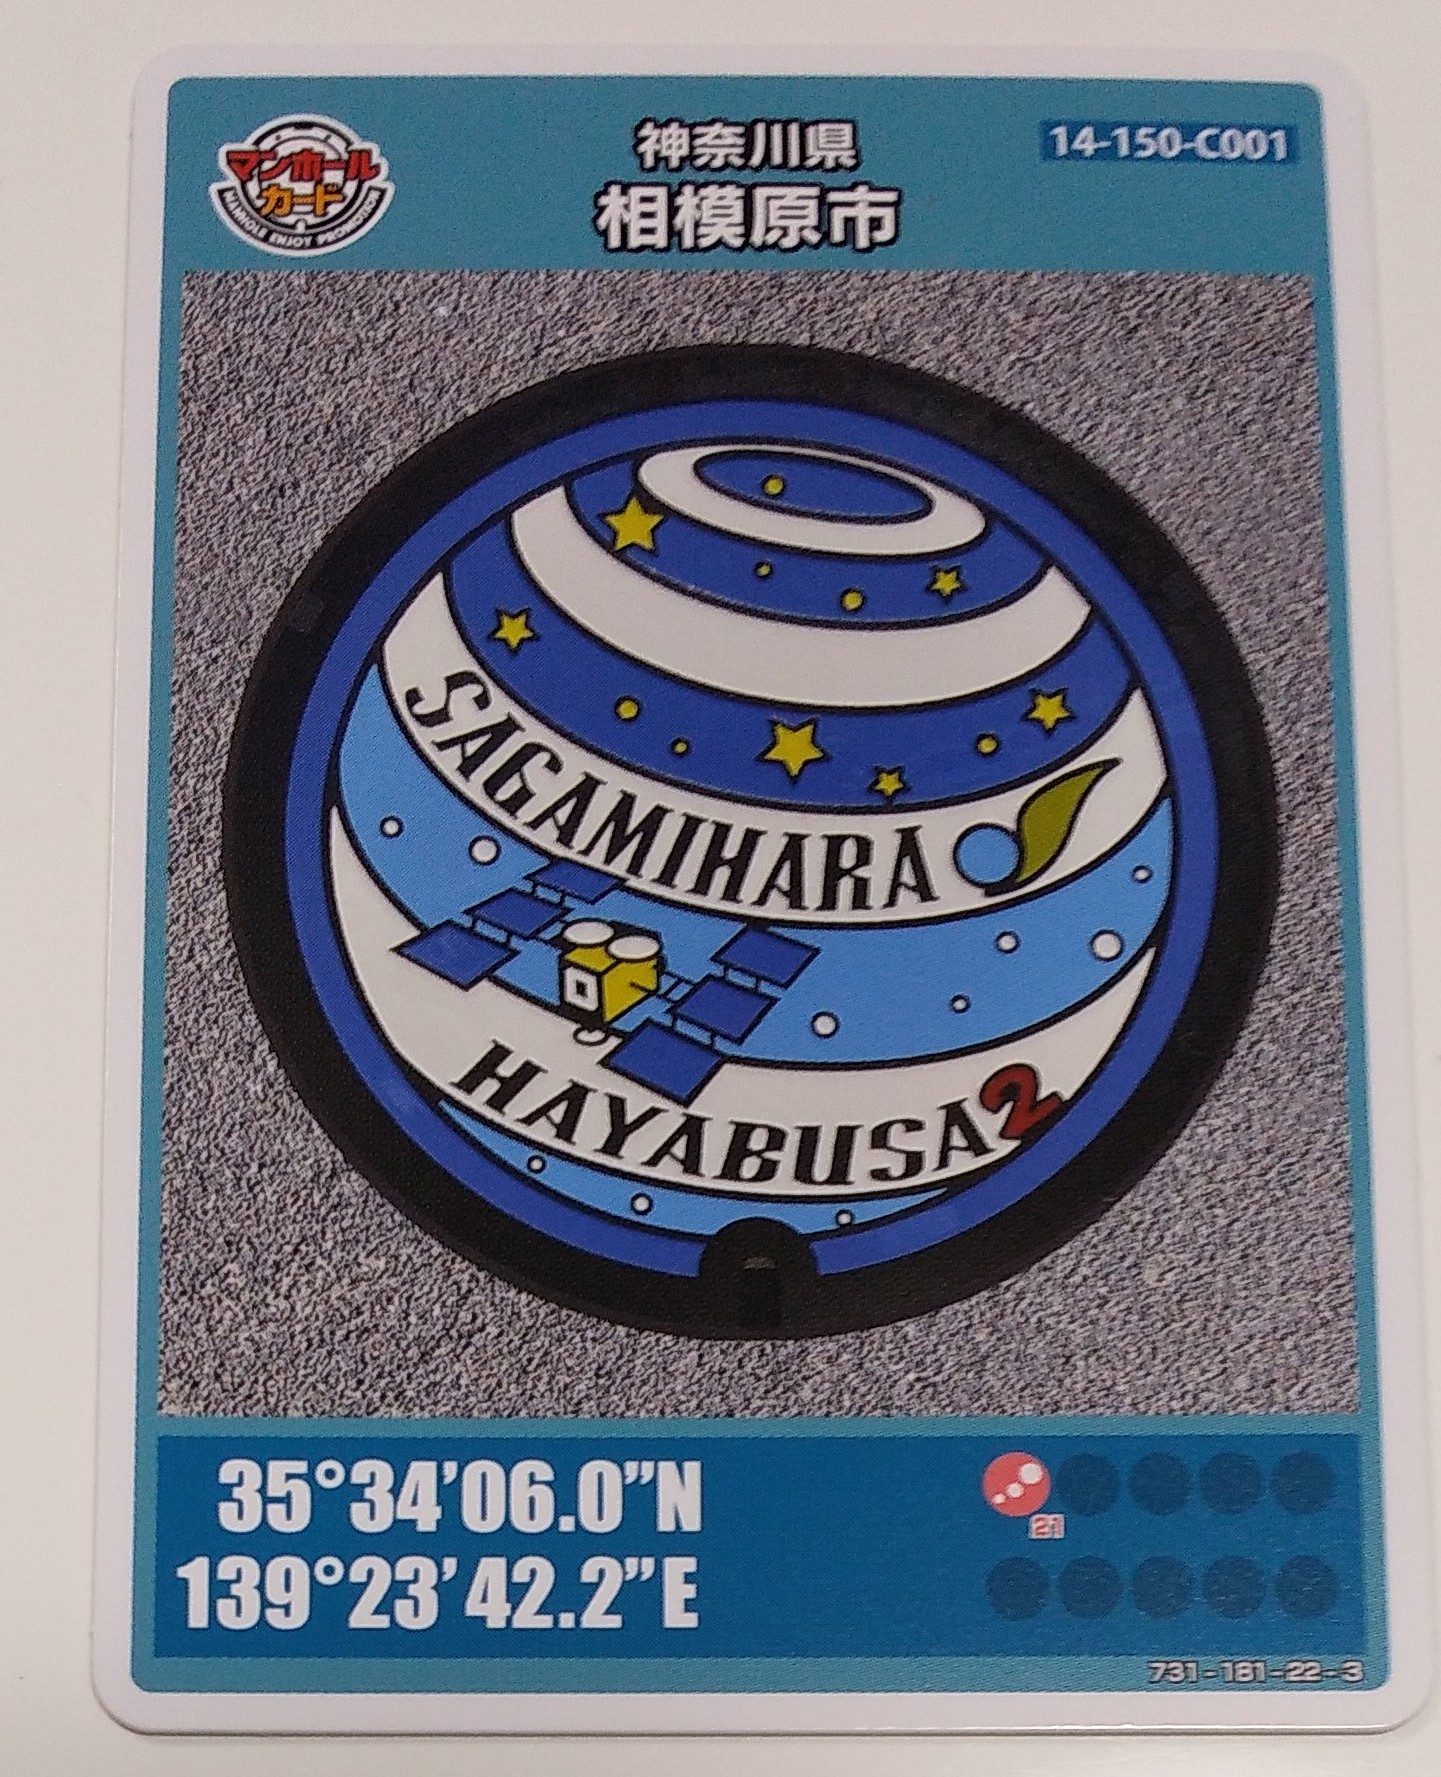 マンホール
カード
MANHOLE ENJOY PROMOTION
神奈川県
相模原市
14-150-C001
SAGAMIHARA
HAYABUSA2
35°34'06.0"N
139°23'42.2"E
21
731-181-22-3